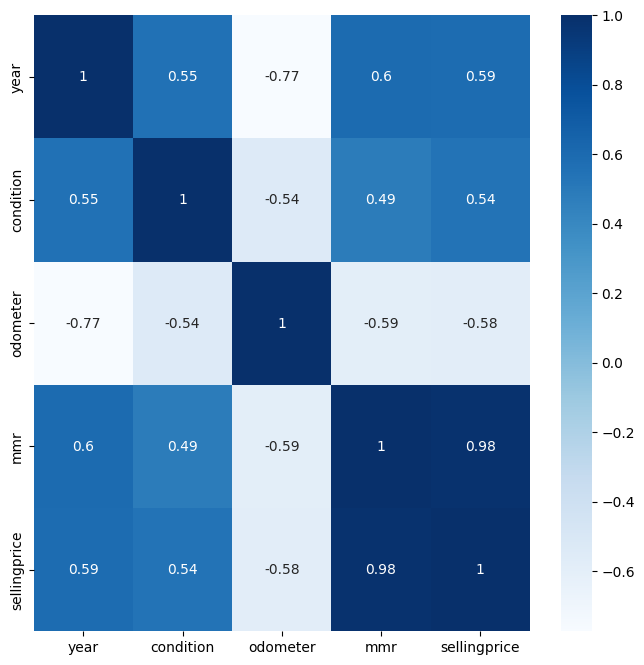 year 1 0.55 -0.77 0.6 0.59
condition 0.55 1 -0.54 0.49 0.54
odometer -0.77 -0.54 1 -0.59 -0.58
mmr 0.6 0.49 -0.59 1 0.98
sellingprice 0.59 0.54 -0.58 0.98 1
year condition odometer mmr sellingprice
1.0
0.8
0.6
0.4
0.2
0.0
−0.2
−0.4
−0.6